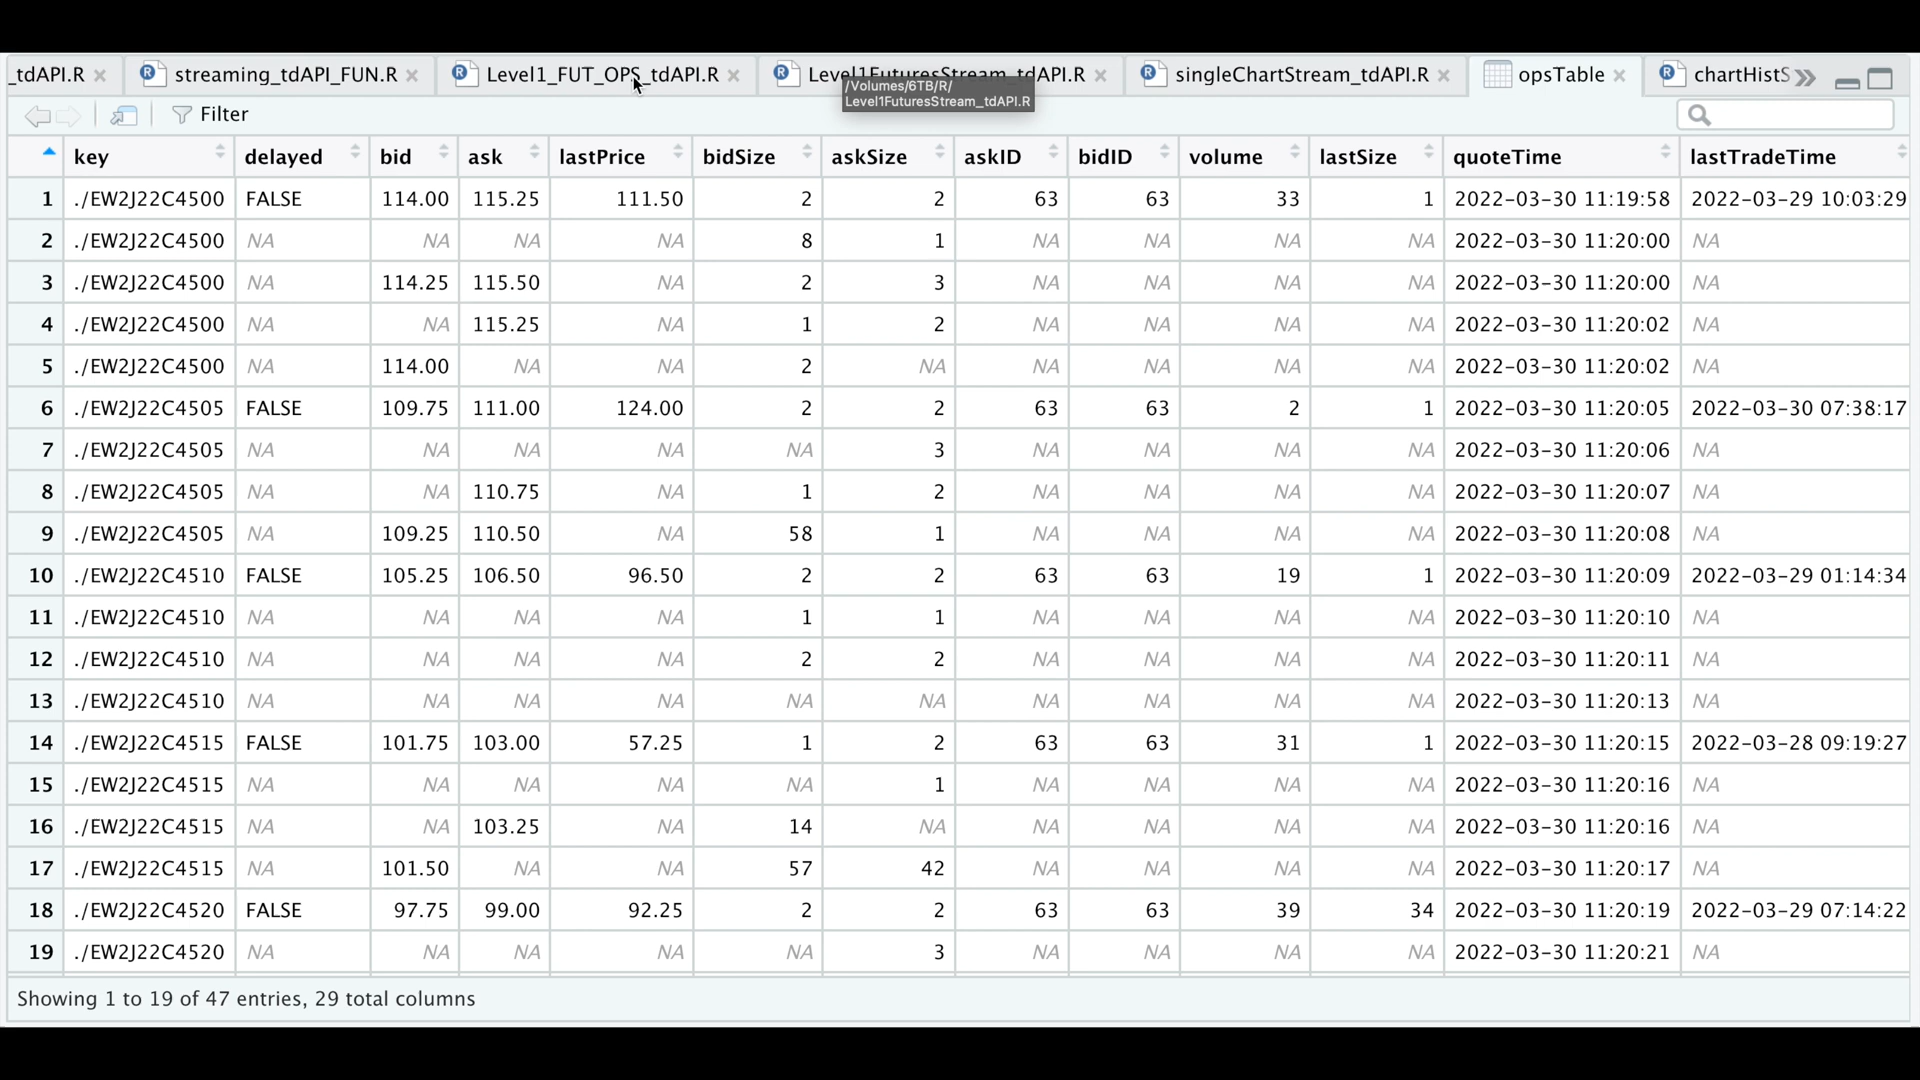 _tdAPI.R × streaming_tdAPI_FUN.R × Level1_FUT_OPS_tdAPI.R × Level1FuturesStream_tdAPI.R × singleChartStream_tdAPI.R × opsTable × chartHistS
/Volumes/6TB/R/
Level1FuturesStream_tdAPI.R
Filter
key delayed bid ask lastPrice bidSize askSize askID bidID volume lastSize quoteTime lastTradeTime
1 ./EW2J22C4500 FALSE 114.00 115.25 111.50 2 2 63 63 33 1 2022-03-30 11:19:58 2022-03-29 10:03:29
2 ./EW2J22C4500 NA NA NA NA 8 1 NA NA NA NA 2022-03-30 11:20:00 NA
3 ./EW2J22C4500 NA 114.25 115.50 NA 2 3 NA NA NA NA 2022-03-30 11:20:00 NA
4 ./EW2J22C4500 NA NA 115.25 NA 1 2 NA NA NA NA 2022-03-30 11:20:02 NA
5 ./EW2J22C4500 NA 114.00 NA NA 2 NA NA NA NA NA 2022-03-30 11:20:02 NA
6 ./EW2J22C4505 FALSE 109.75 111.00 124.00 2 2 63 63 2 1 2022-03-30 11:20:05 2022-03-30 07:38:17
7 ./EW2J22C4505 NA NA NA NA NA 3 NA NA NA NA 2022-03-30 11:20:06 NA
8 ./EW2J22C4505 NA NA 110.75 NA 1 2 NA NA NA NA 2022-03-30 11:20:07 NA
9 ./EW2J22C4505 NA 109.25 110.50 NA 58 1 NA NA NA NA 2022-03-30 11:20:08 NA
10 ./EW2J22C4510 FALSE 105.25 106.50 96.50 2 2 63 63 19 1 2022-03-30 11:20:09 2022-03-29 01:14:34
11 ./EW2J22C4510 NA NA NA NA 1 1 NA NA NA NA 2022-03-30 11:20:10 NA
12 ./EW2J22C4510 NA NA NA NA 2 2 NA NA NA NA 2022-03-30 11:20:11 NA
13 ./EW2J22C4510 NA NA NA NA NA NA NA NA NA NA 2022-03-30 11:20:13 NA
14 ./EW2J22C4515 FALSE 101.75 103.00 57.25 1 2 63 63 31 1 2022-03-30 11:20:15 2022-03-28 09:19:27
15 ./EW2J22C4515 NA NA NA NA NA 1 NA NA NA NA 2022-03-30 11:20:16 NA
16 ./EW2J22C4515 NA NA 103.25 NA 14 NA NA NA NA NA 2022-03-30 11:20:16 NA
17 ./EW2J22C4515 NA 101.50 NA NA 57 42 NA NA NA NA 2022-03-30 11:20:17 NA
18 ./EW2J22C4520 FALSE 97.75 99.00 92.25 2 2 63 63 39 34 2022-03-30 11:20:19 2022-03-29 07:14:22
19 ./EW2J22C4520 NA NA NA NA NA 3 NA NA NA NA 2022-03-30 11:20:21 NA
Showing 1 to 19 of 47 entries, 29 total columns